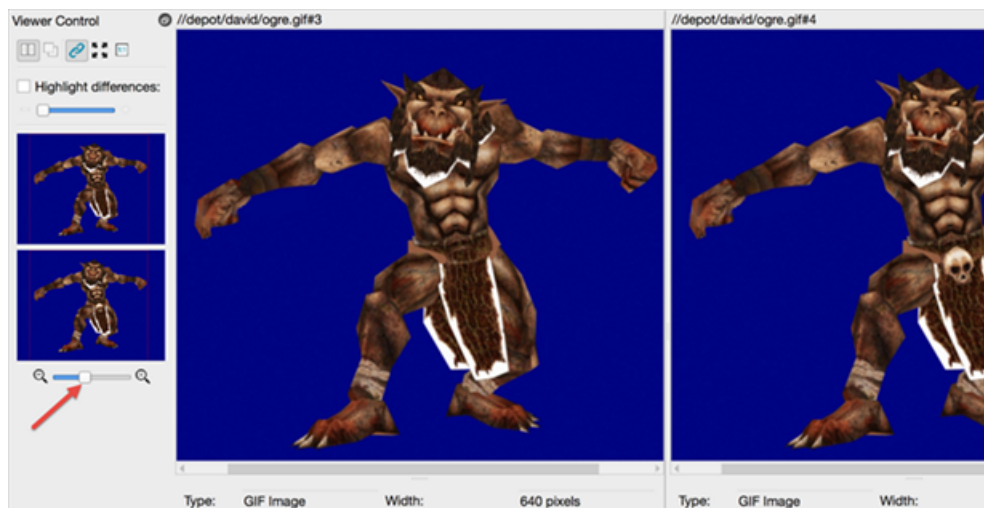 Viewer Control
//depot/david/ogre.gif#3
//depot/david/ogre.gif#4
Highlight differences:
Type: GIF Image Width: 640 pixels
Type: GIF Image Width: